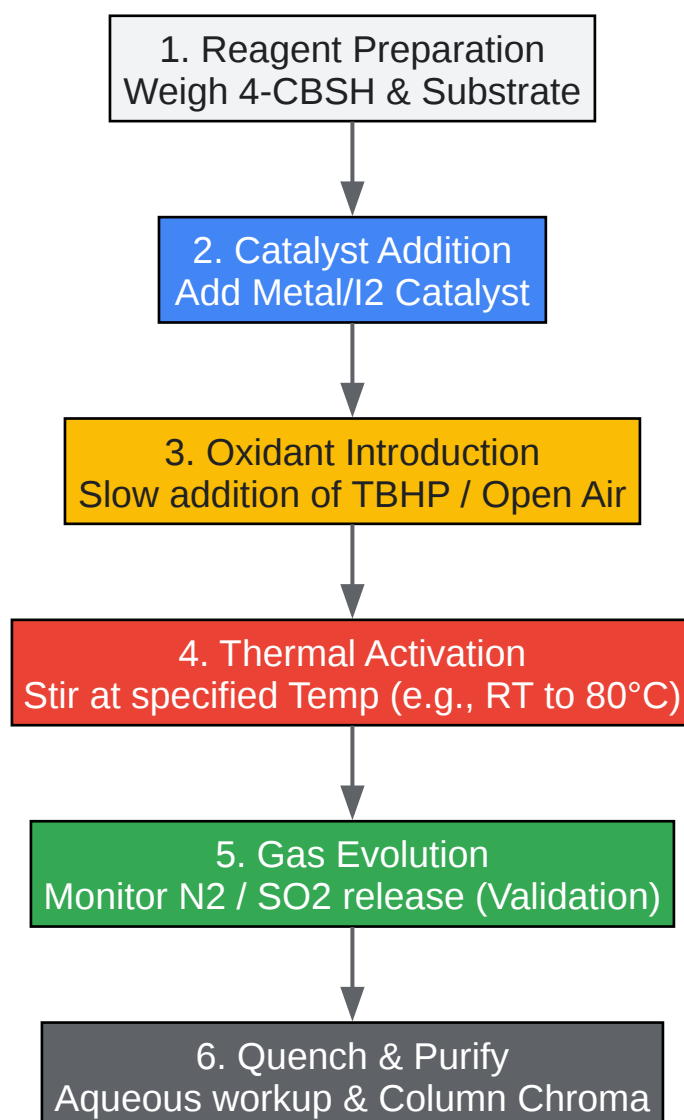 1. Reagent Preparation
Weigh 4-CBSH & Substrate
2. Catalyst Addition
Add Metal/I2 Catalyst
3. Oxidant Introduction
Slow addition of TBHP / Open Air
4. Thermal Activation
Stir at specified Temp (e.g., RT to 80°C)
5. Gas Evolution
Monitor N2 / SO2 release (Validation)
6. Quench & Purify
Aqueous workup & Column Chroma